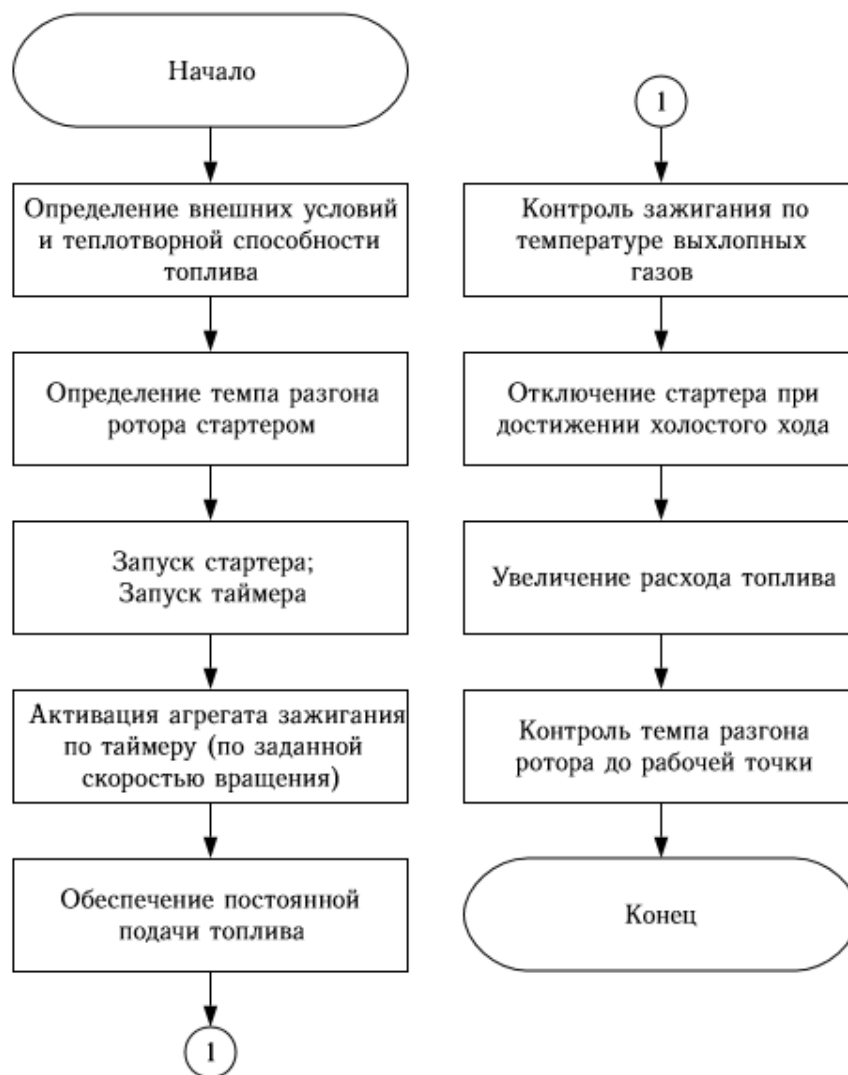 Начало
Определение внешних условий
и теплотворной способности
топлива
Определение темпа разгона
ротора стартером
Запуск стартера;
Запуск таймера
Активация агрегата зажигания
по таймеру (по заданной
скоростью вращения)
Обеспечение постоянной
подачи топлива
1
1
Контроль зажигания по
температуре выхлопных
газов
Отключение стартера при
достижении холостого хода
Увеличение расхода топлива
Контроль темпа разгона
ротора до рабочей точки
Конец